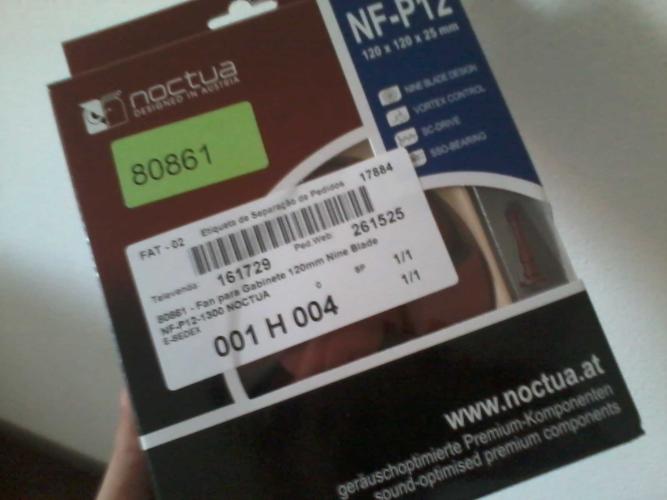 NF-P12
120 x 120 x 25 mm
noctua
DESIGNED IN AUSTRIA
NINE BLADE DESIGN
VORTEX CONTROL
SC-DRIVE
SSO-BEARING
80861
FAT - 02 Etiqueta de Separação de Pedidos 17884
Televenda: 161729 Ped.Web: 261525
80861 - Fan para Gabinete 120mm Nine Blade 1/1
NF-P12-1300 NOCTUA 0 SP 1/1
E-SEDEX
001 H 004
www.noctua.at
geräuschoptimierte Premium-Komponenten
sound-optimised premium components